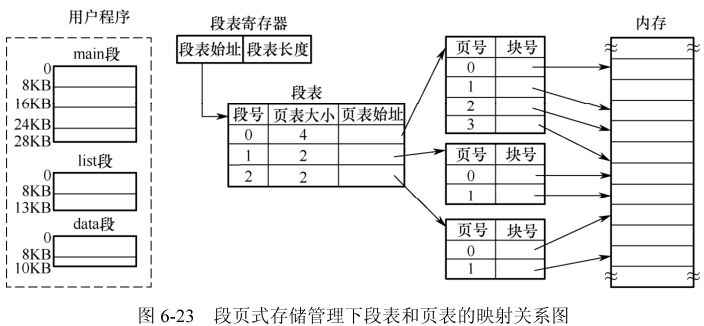 用户程序
main段
0
8KB
16KB
24KB
28KB
list段
0
8KB
13KB
data段
0
8KB
10KB
段表寄存器
段表始址 段表长度
段表
段号 页表大小 页表始址
0 4
1 2
2 2
页号 块号
0
1
2
3
页号 块号
0
1
页号 块号
0
1
内存
图 6-23 段页式存储管理下段表和页表的映射关系图